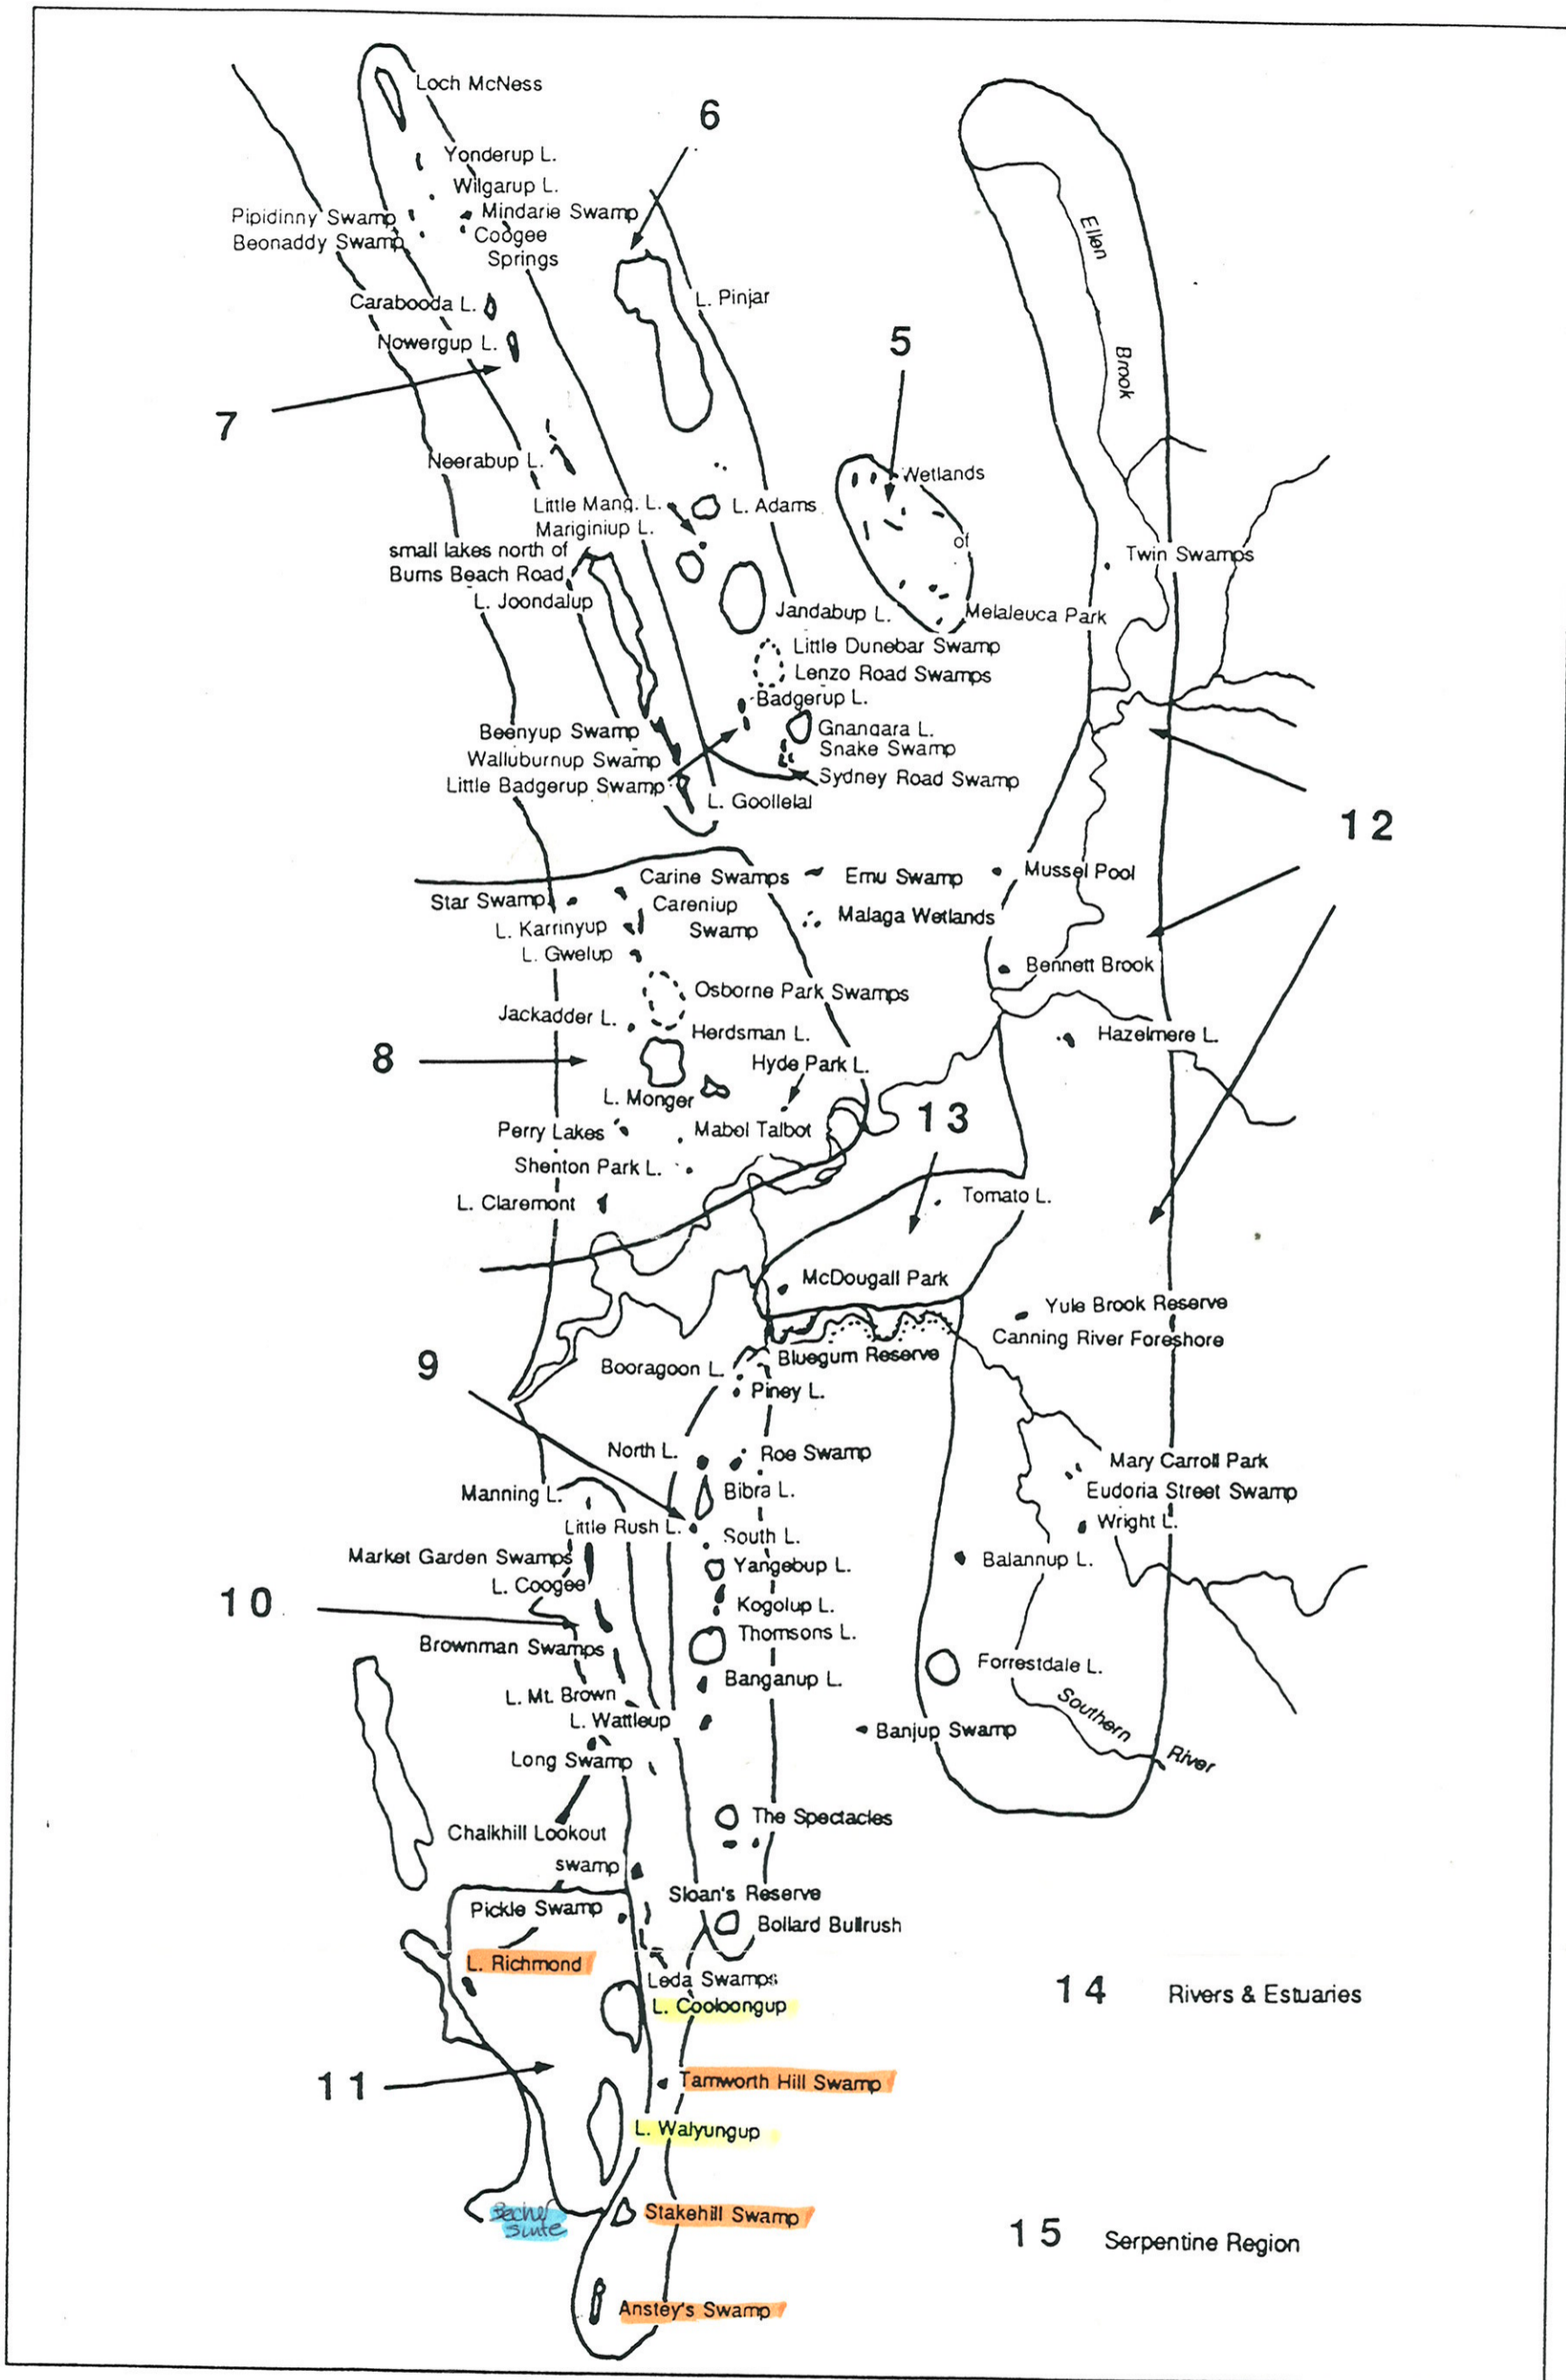 Loch McNess
6
Yonderup L.
Wilgarup L.
Pipidinny Swamp
Mindarie Swamp
Beonaddy Swamp
Coogee
Springs
Ellen
Carabooda L.
L. Pinjar
Nowergup L.
5
Brook
7
Neerabup L.
Wetlands
Little Mang. L.
L. Adams
Mariginiup L.
of
small lakes north of
Burns Beach Road
Twin Swamps
L. Joondalup
Jandabup L.
Melaleuca Park
Little Dunebar Swamp
Lenzo Road Swamps
Badgerup L.
Beenyup Swamp
Gnangara L.
Walluburnup Swamp
Snake Swamp
Little Badgerup Swamp
Sydney Road Swamp
L. Goollelal
12
Carine Swamps
Emu Swamp
Mussel Pool
Star Swamp
Careniup
Swamp
Malaga Wetlands
L. Karrinyup
L. Gwelup
Bennett Brook
Osborne Park Swamps
Jackadder L.
Herdsman L.
Hazelmere L.
8
Hyde Park L.
L. Monger
13
Perry Lakes
Mabel Talbot
Shenton Park L.
L. Claremont
Tomato L.
McDougall Park
Yule Brook Reserve
Canning River Foreshore
9
Booragoon L.
Bluegum Reserve
Piney L.
North L.
Roe Swamp
Mary Carroll Park
Manning L.
Bibra L.
Eudoria Street Swamp
Little Rush L.
South L.
Wright L.
Market Garden Swamps
Yangebup L.
Balannup L.
L. Coogee
10
Kogolup L.
Brownman Swamps
Thomsons L.
Forrestdale L.
Banganup L.
L. Mt. Brown
Southern
L. Wattleup
Banjup Swamp
River
Long Swamp
The Spectacles
Chalkhill Lookout
swamp
Sloan's Reserve
Pickle Swamp
Bollard Bullrush
L. Richmond
Leda Swamps
14 Rivers & Estuaries
L. Cooloongup
11
Tamworth Hill Swamp
L. Walyungup
Becher
Suite
Stakehill Swamp
15 Serpentine Region
Anstey's Swamp